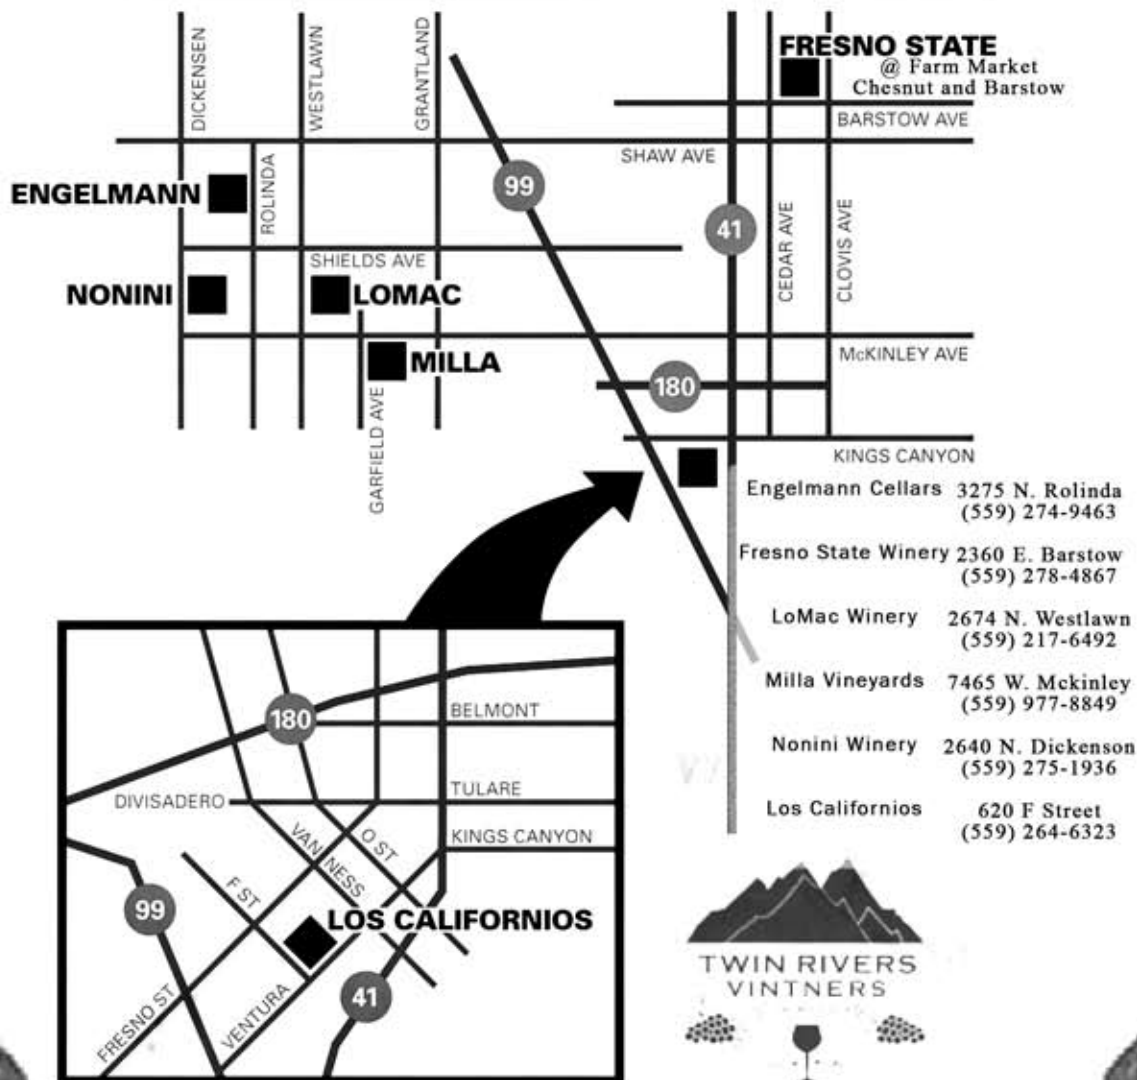 DICKENSEN
WESTLAWN
GRANTLAND
FRESNO STATE
@ Farm Market
Chesnut and Barstow
BARSTOW AVE
SHAW AVE
ENGELMANN
ROLINDA
99
41
CEDAR AVE
CLOVIS AVE
SHIELDS AVE
NONINI
LOMAC
McKINLEY AVE
MILLA
180
GARFIELD AVE
KINGS CANYON
Engelmann Cellars 3275 N. Rolinda
(559) 274-9463
Fresno State Winery 2360 E. Barstow
(559) 278-4867
LoMac Winery 2674 N. Westlawn
(559) 217-6492
Milla Vineyards 7465 W. Mckinley
(559) 977-8849
Nonini Winery 2640 N. Dickenson
(559) 275-1936
Los Californios 620 F Street
(559) 264-6323
180
BELMONT
DIVISADERO
TULARE
KINGS CANYON
VAN NESS
O ST
F ST
99
LOS CALIFORNIOS
41
FRESNO ST
VENTURA
TWIN RIVERS
VINTNERS